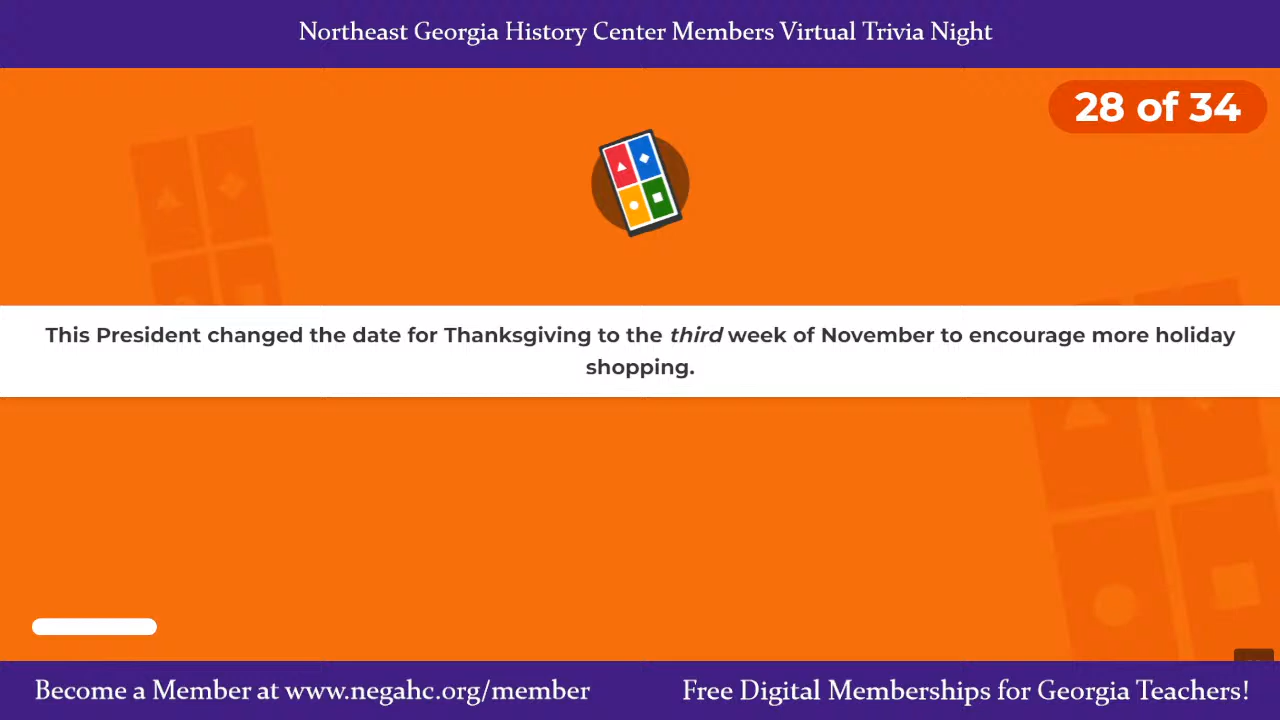 Northeast Georgia History Center Members Virtual Trivia Night
28 of 34
This President changed the date for Thanksgiving to the third week of November to encourage more holiday
shopping.
Become a Member at www.negahc.org/member
Free Digital Memberships for Georgia Teachers!